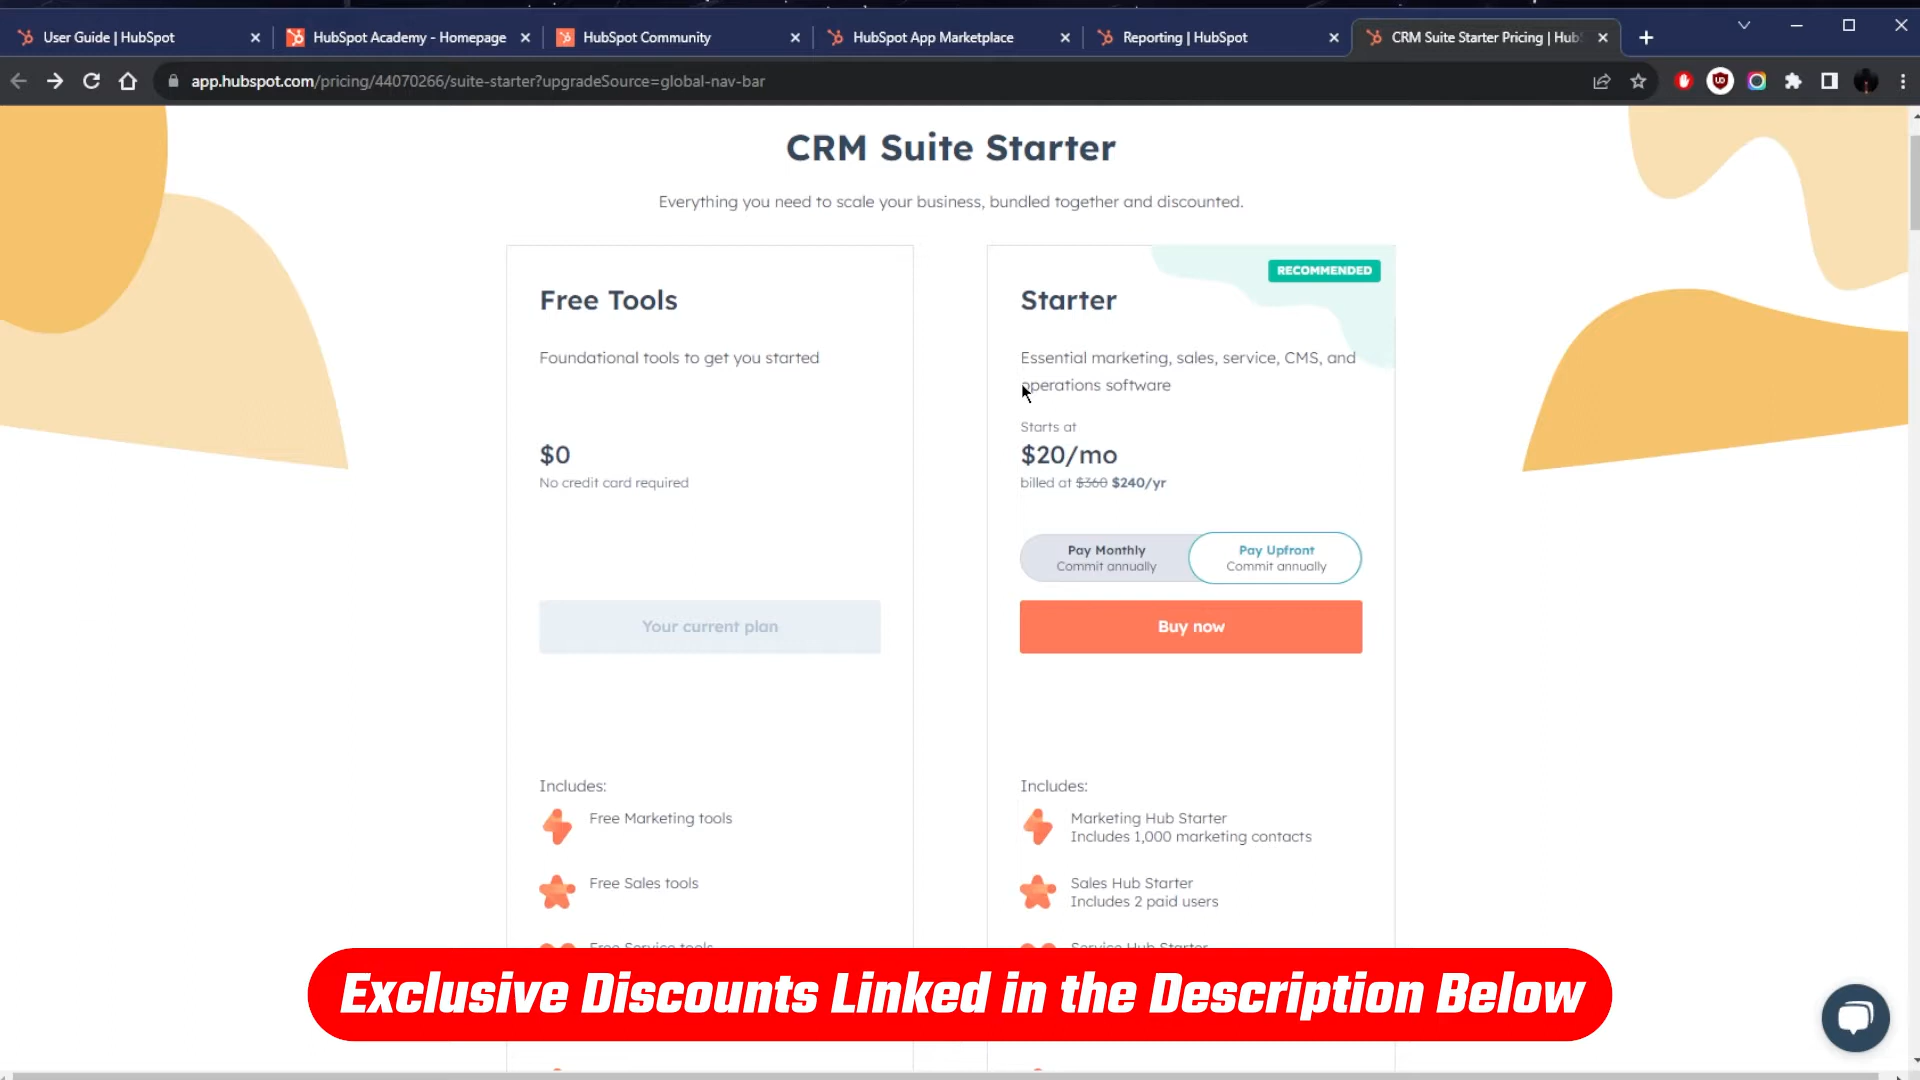 User Guide | HubSpot
HubSpot Academy - Homepage
HubSpot Community
HubSpot App Marketplace
Reporting | HubSpot
CRM Suite Starter Pricing | Hub
app.hubspot.com/pricing/44070266/suite-starter?upgradeSource=global-nav-bar
CRM Suite Starter
Everything you need to scale your business, bundled together and discounted.
Free Tools
Foundational tools to get you started
$0
No credit card required
Your current plan
Includes:
Free Marketing tools
Free Sales tools
Free Service tools
RECOMMENDED
Starter
Essential marketing, sales, service, CMS, and
operations software
Starts at
$20/mo
billed at $360 $240/yr
Pay Monthly
Commit annually
Pay Upfront
Commit annually
Buy now
Includes:
Marketing Hub Starter
Includes 1,000 marketing contacts
Sales Hub Starter
Includes 2 paid users
Service Hub Starter
Exclusive Discounts Linked in the Description Below